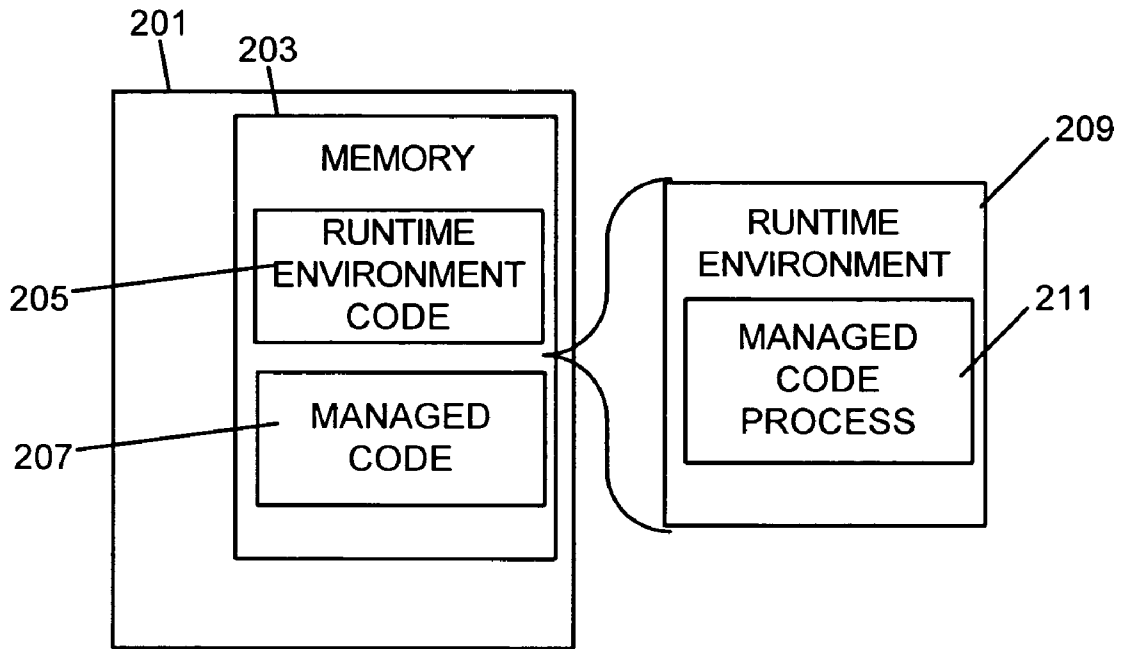 201
203
MEMORY
RUNTIME
ENVIRONMENT
CODE
205
MANAGED
CODE
207
209
RUNTIME
ENVIRONMENT
211
MANAGED
CODE
PROCESS